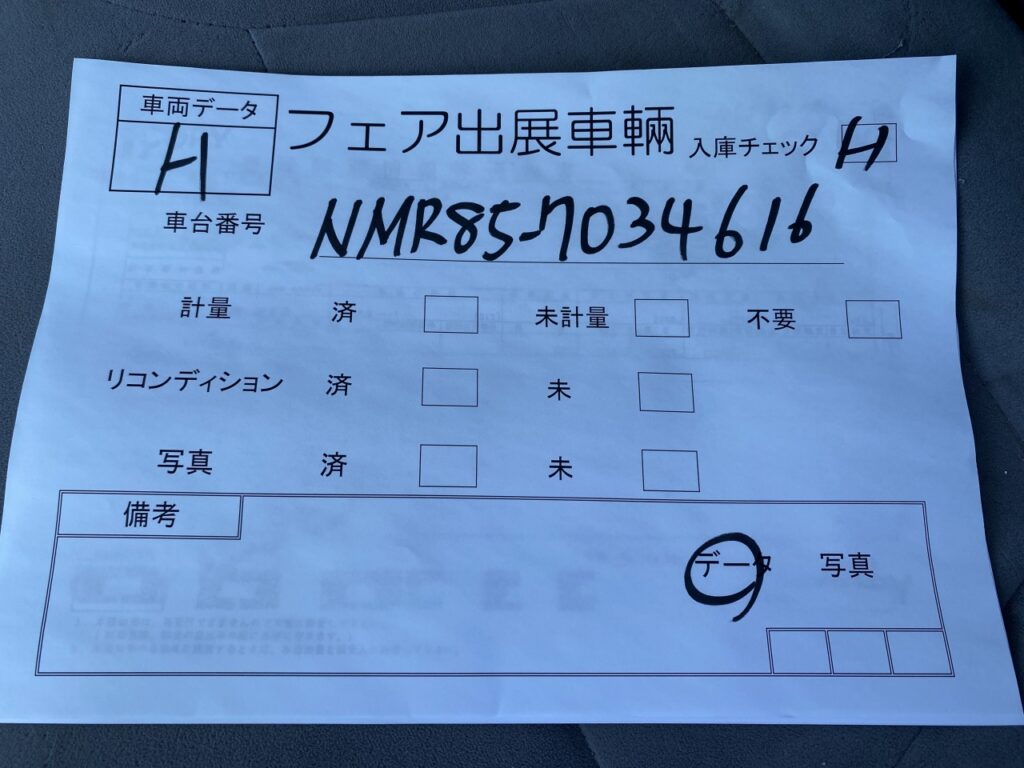 車両データ
H
フェア出展車輌 入庫チェック H
車台番号 NMR85-7034616
計量 済 未計量 不要
リコンディション 済 未
写真 済 未
備考
データ 写真